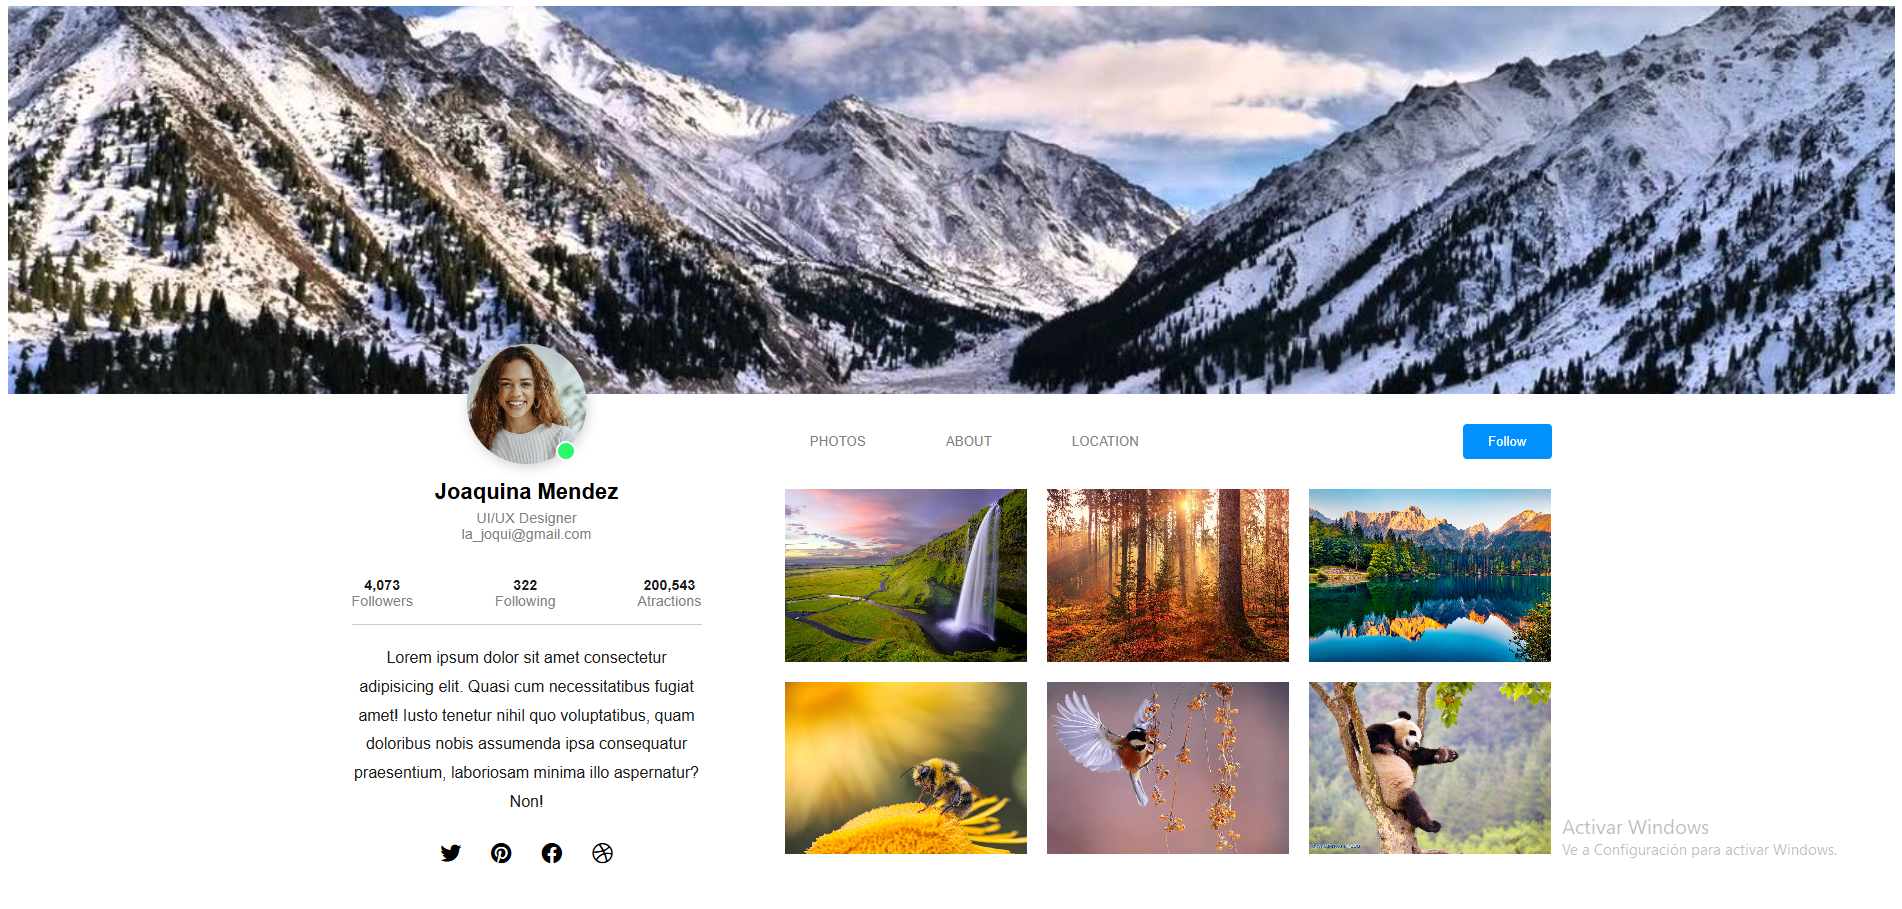 PHOTOS
ABOUT
LOCATION
Follow
Joaquina Mendez
UI/UX Designer
la_joqui@gmail.com
4,073
Followers
322
Following
200,543
Atractions
Lorem ipsum dolor sit amet consectetur
adipisicing elit. Quasi cum necessitatibus fugiat
amet! Iusto tenetur nihil quo voluptatibus, quam
doloribus nobis assumenda ipsa consequatur
praesentium, laboriosam minima illo aspernatur?
Non!
Activar Windows
Ve a Configuración para activar Windows.